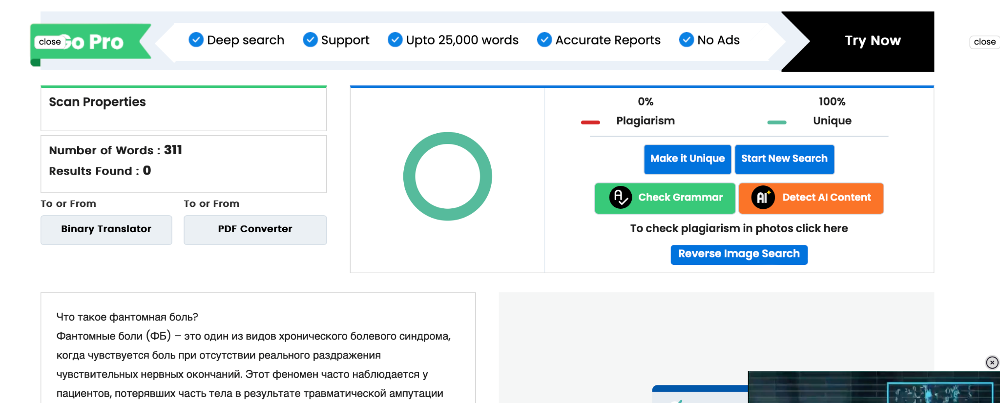 close
Go Pro
Deep search
Support
Upto 25,000 words
Accurate Reports
No Ads
Try Now
close
Scan Properties
Number of Words : 311
Results Found : 0
To or From
To or From
Binary Translator
PDF Converter
0%
100%
Plagiarism
Unique
Make it Unique
Start New Search
Check Grammar
AI
Detect AI Content
To check plagiarism in photos click here
Reverse Image Search
Что такое фантомная боль?
Фантомные боли (ФБ) – это один из видов хронического болевого синдрома,
когда чувствуется боль при отсутствии реального раздражения
чувствительных нервных окончаний. Этот феномен часто наблюдается у
пациентов, потерявших часть тела в результате травматической ампутации